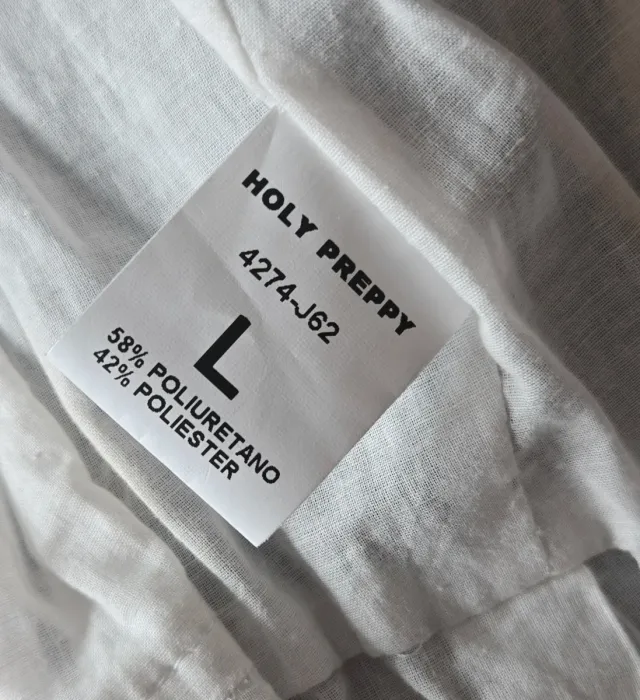 HOLY PREPPY
4274-J62
L
58% POLIURETANO
42% POLIESTER